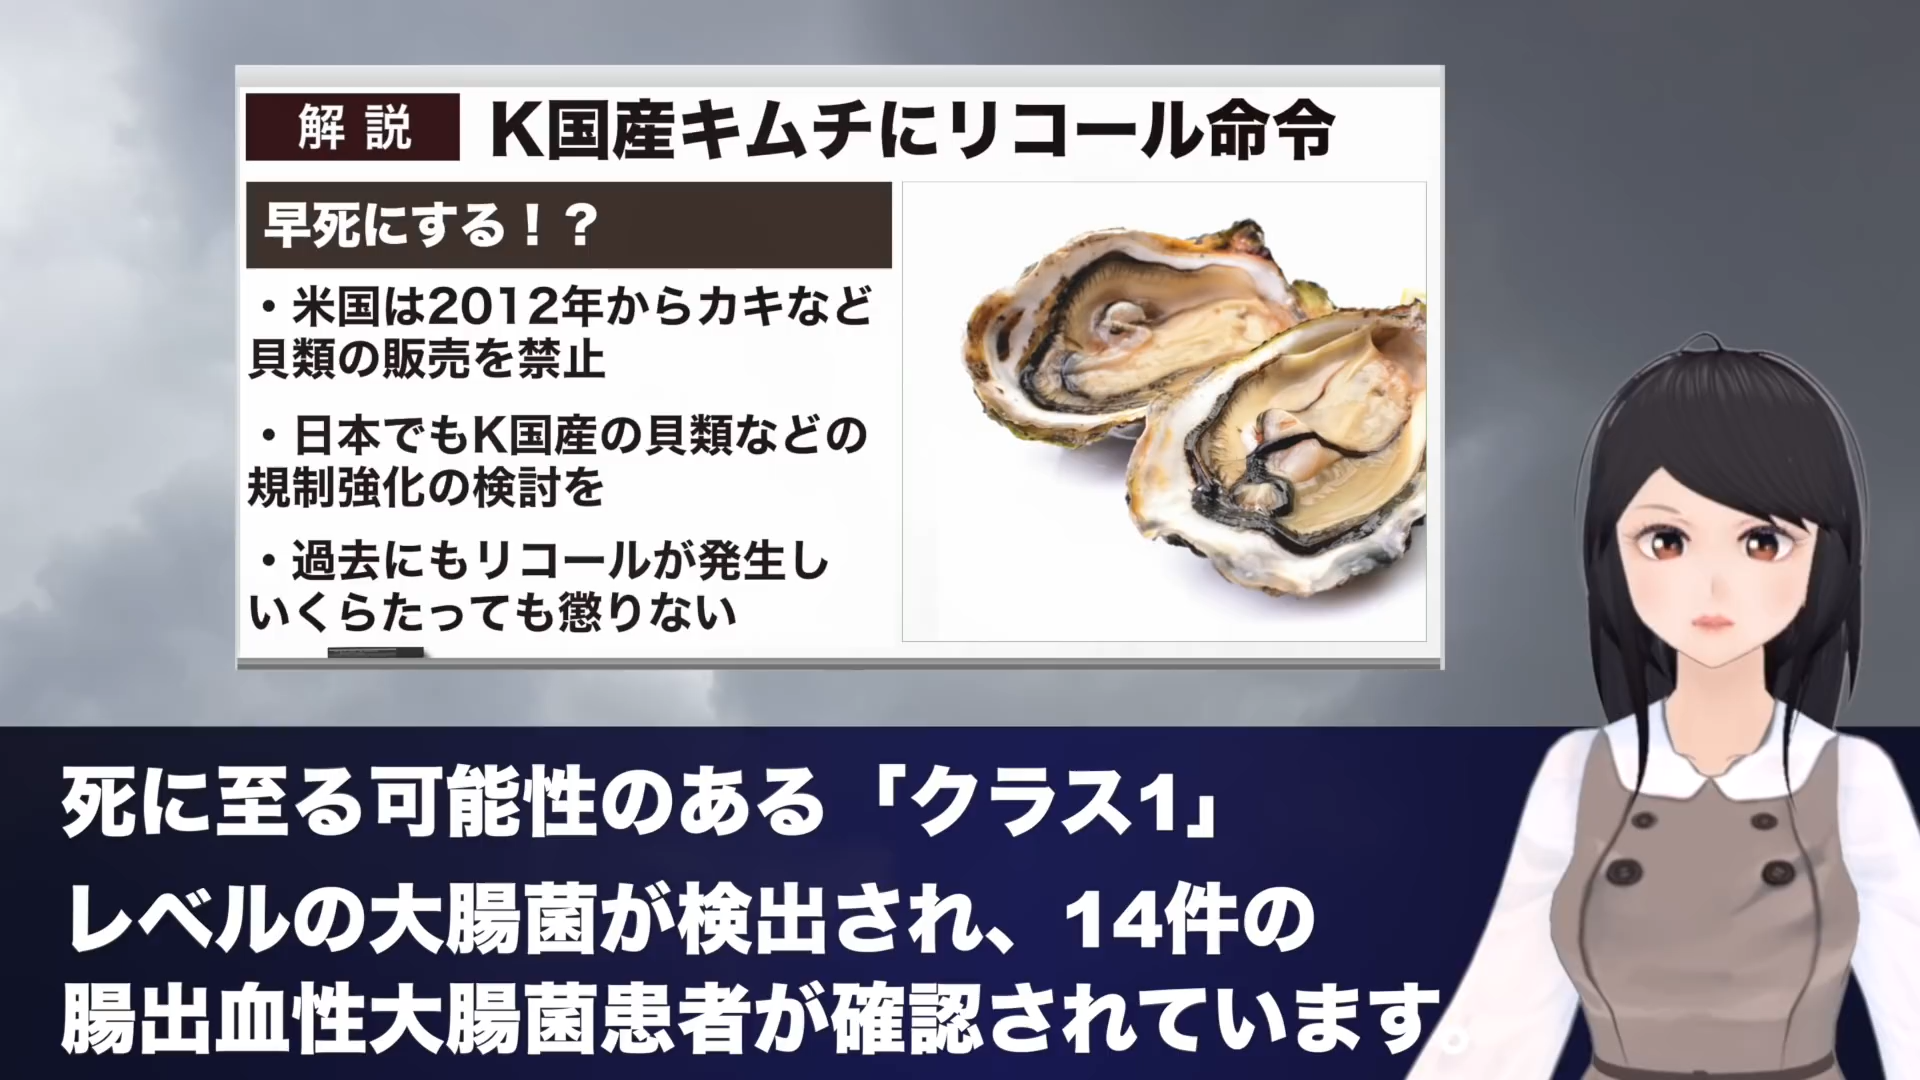 解説
K国産キムチにリコール命令
早死にする！？
・米国は2012年からカキなど
貝類の販売を禁止
・日本でもK国産の貝類などの
規制強化の検討を
・過去にもリコールが発生し
いくらたっても懲りない
死に至る可能性のある「クラス1」
レベルの大腸菌が検出され、14件の
腸出血性大腸菌患者が確認されています。